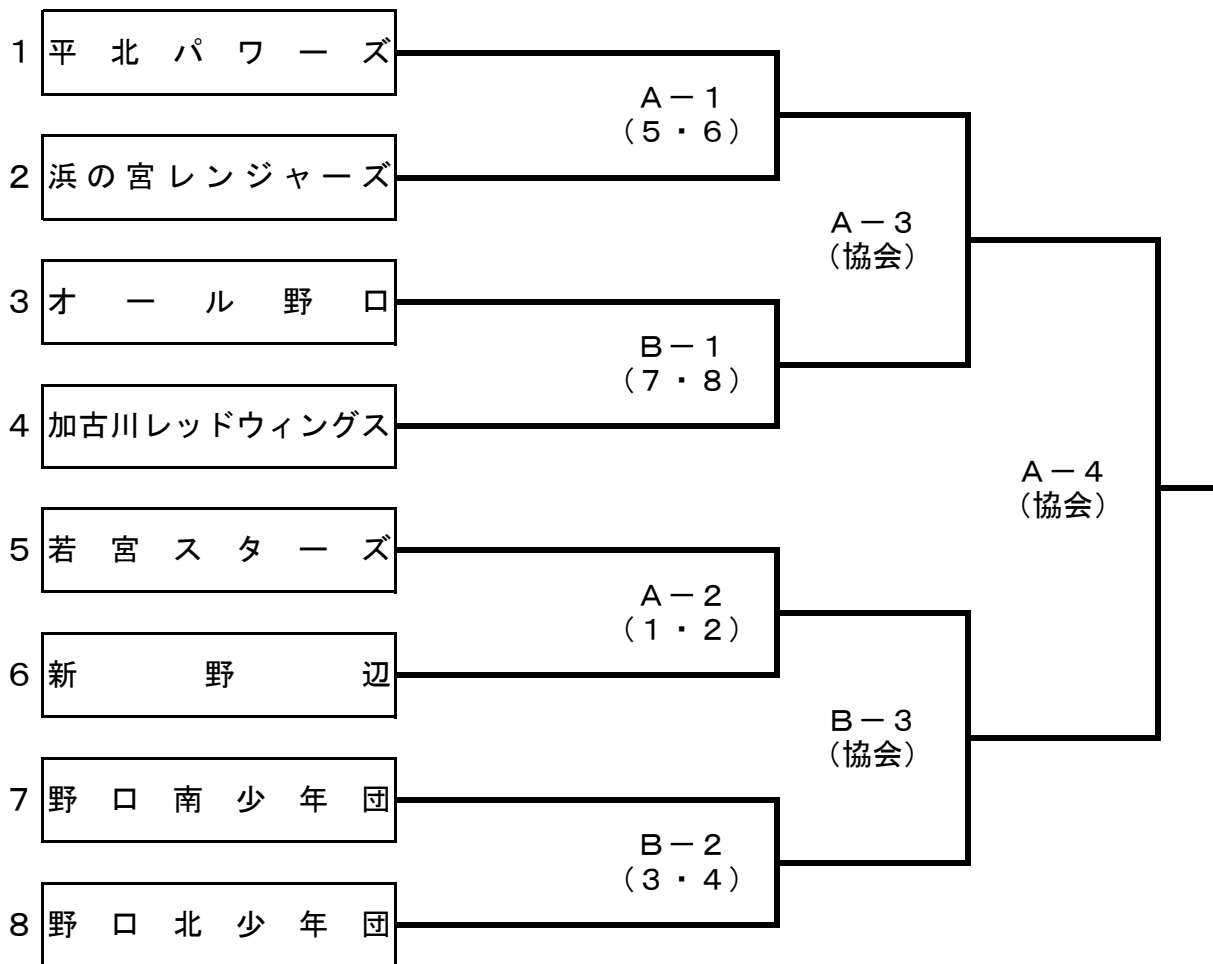 1 平北パワーズ
A－1
（5・6）
2 浜の宮レンジャーズ
A－3
（協会）
3 オール野口
B－1
（7・8）
4 加古川レッドウィングス
A－4
（協会）
5 若宮スターズ
A－2
（1・2）
6 新野辺
B－3
（協会）
7 野口南少年団
B－2
（3・4）
8 野口北少年団